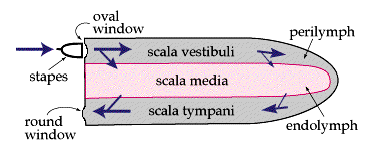 oval
window
perilymph
scala vestibuli
stapes
scala media
scala tympani
round
window
endolymph